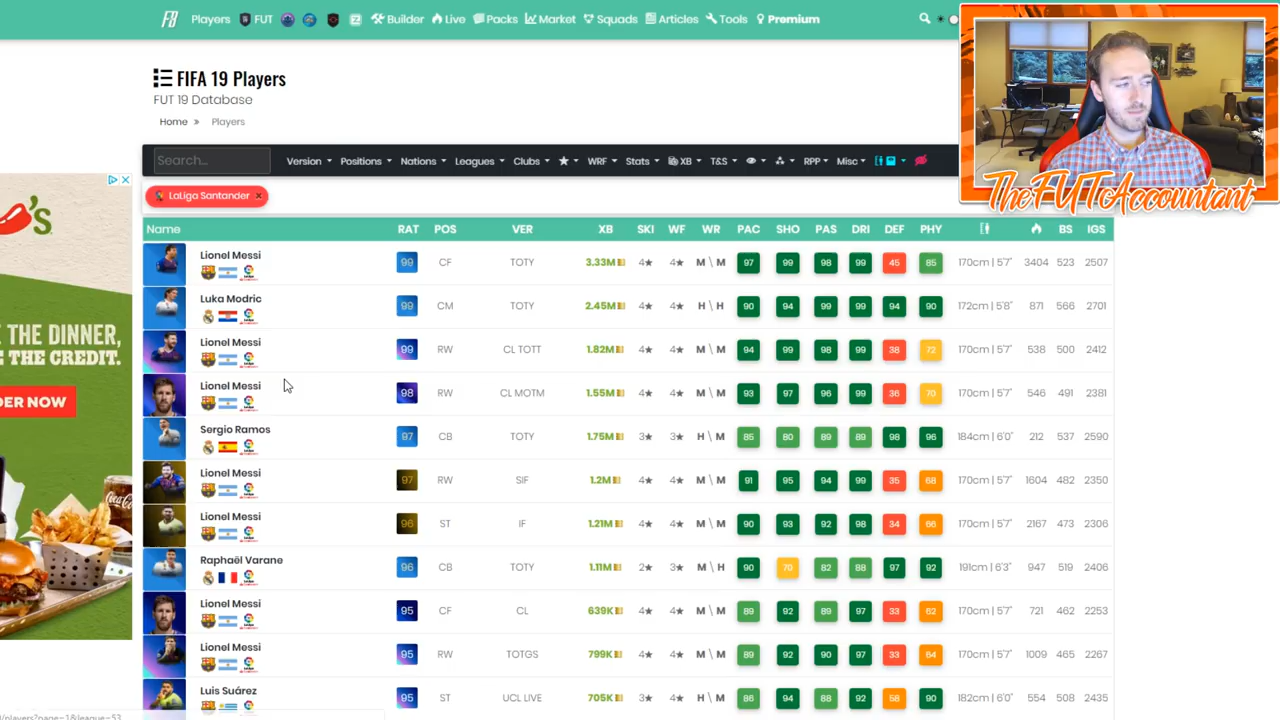 F8 Players FUT Builder Live Packs Market Squads Articles Tools Premium
FIFA 19 Players
FUT 19 Database
Home » Players
Search... Version Positions Nations Leagues Clubs WRF Stats XB T&S RPP Misc
LaLiga Santander ×
Name RAT POS VER XB SKI WF WR PAC SHO PAS DRI DEF PHY BS IGS
Lionel Messi 99 CF TOTY 3.33M 4★ 4★ M \ M 97 99 98 99 45 85 170cm | 5'7" 3404 523 2507
Luka Modric 99 CM TOTY 2.45M 4★ 4★ H \ H 90 94 99 99 94 90 172cm | 5'8" 871 566 2701
Lionel Messi 99 RW CL TOTT 1.82M 4★ 4★ M \ M 94 99 98 99 38 72 170cm | 5'7" 538 500 2412
Lionel Messi 98 RW CL MOTM 1.55M 4★ 4★ M \ M 93 97 96 99 36 70 170cm | 5'7" 546 491 2381
Sergio Ramos 97 CB TOTY 1.75M 3★ 3★ H \ M 85 80 89 89 98 96 184cm | 6'0" 212 537 2590
Lionel Messi 97 RW SIF 1.2M 4★ 4★ M \ M 91 95 94 99 35 68 170cm | 5'7" 1604 482 2350
Lionel Messi 96 ST IF 1.21M 4★ 4★ M \ M 90 93 92 98 34 66 170cm | 5'7" 2167 473 2306
Raphaël Varane 96 CB TOTY 1.11M 2★ 3★ M \ H 90 70 82 88 97 92 191cm | 6'3" 947 519 2406
Lionel Messi 95 CF CL 639K 4★ 4★ M \ M 89 92 89 97 33 62 170cm | 5'7" 721 462 2253
Lionel Messi 95 RW TOTGS 799K 4★ 4★ M \ M 89 92 90 97 33 64 170cm | 5'7" 1009 465 2267
Luis Suárez 95 ST UCL LIVE 705K 3★ 4★ H \ M 86 94 88 92 58 90 182cm | 6'0" 554 508 2435
TheFUTAccountant
'S
THE DINNER,
THE CREDIT.
DER NOW
/players?page=1&league=53